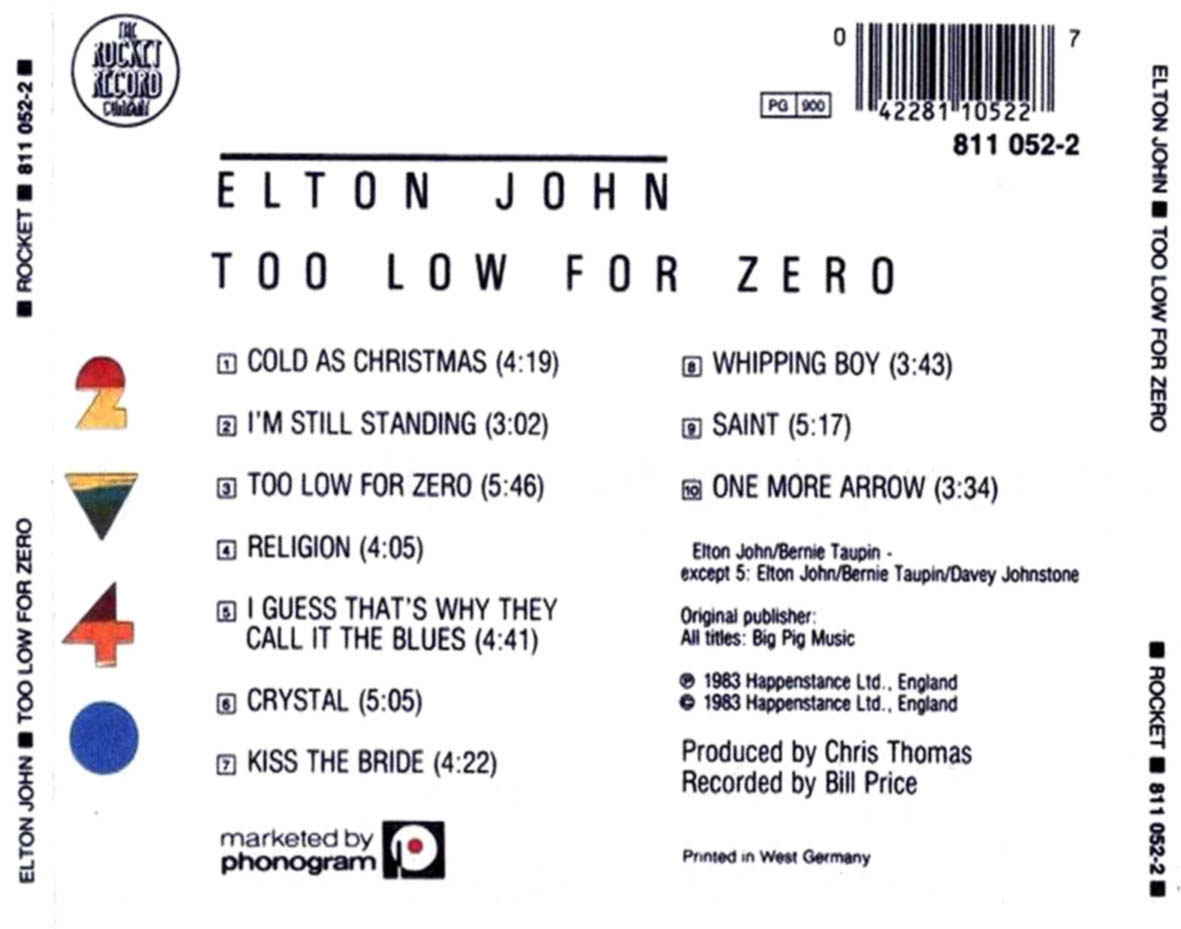 THE
ROCKET
RECORD
COMPANY
0 7
42281 10522
PG 900
811 052-2
ELTON JOHN
TOO LOW FOR ZERO
1 COLD AS CHRISTMAS (4:19)
2 I'M STILL STANDING (3:02)
3 TOO LOW FOR ZERO (5:46)
4 RELIGION (4:05)
5 I GUESS THAT'S WHY THEY
CALL IT THE BLUES (4:41)
6 CRYSTAL (5:05)
7 KISS THE BRIDE (4:22)
8 WHIPPING BOY (3:43)
9 SAINT (5:17)
10 ONE MORE ARROW (3:34)
Elton John/Bernie Taupin -
except 5: Elton John/Bernie Taupin/Davey Johnstone
Original publisher:
All titles: Big Pig Music
℗ 1983 Happenstance Ltd., England
© 1983 Happenstance Ltd., England
Produced by Chris Thomas
Recorded by Bill Price
Printed in West Germany
marketed by
phonogram
2
4
ELTON JOHN ■ TOO LOW FOR ZERO ■ ROCKET ■ 811 052-2 ■
ELTON JOHN ■ TOO LOW FOR ZERO ■ ROCKET ■ 811 052-2 ■